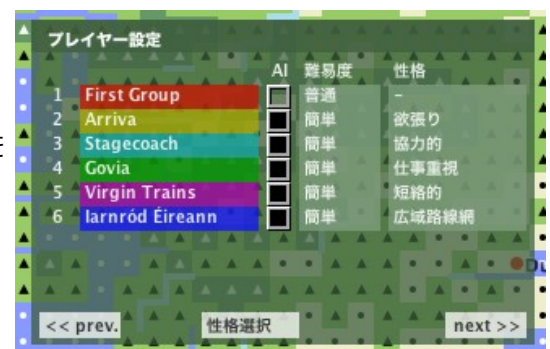 プレイヤー設定
AI 難易度 性格
1 First Group 普通 –
2 Arriva 簡単 欲張り
3 Stagecoach 簡単 協力的
4 Govia 簡単 仕事重視
5 Virgin Trains 簡単 短絡的
6 Iarnród Éireann 簡単 広域路線網
Du
<< prev. 性格選択 next >>